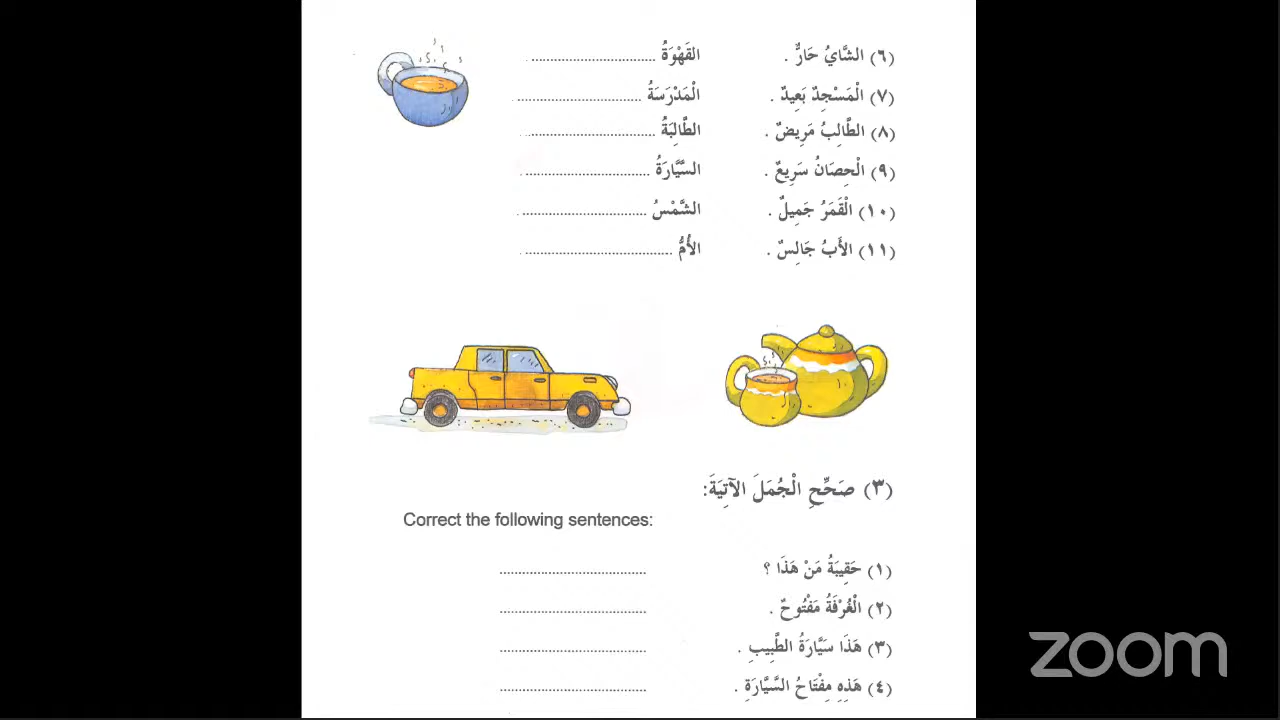 (٦) الشَّايُ حَارٌّ . القَهْوَةُ ................................
(٧) الْمَسْجِدُ بَعِيدٌ . الْمَدْرَسَةُ ................................
(٨) الطَّالِبُ مَرِيضٌ . الطَّالِبَةُ ................................
(٩) الْحِصَانُ سَرِيعٌ . السَّيَّارَةُ ................................
(١٠) الْقَمَرُ جَمِيلٌ . الشَّمْسُ ................................
(١١) الأَبُ جَالِسٌ . الأُمُّ ................................
(٣) صَحِّحِ الْجُمَلَ الآتِيَةَ:
Correct the following sentences:
(١) حَقِيبَةُ مَنْ هَذَا ؟ ................................
(٢) الْغُرْفَةُ مَفْتُوحٌ . ................................
(٣) هَذَا سَيَّارَةُ الطَّبِيبِ . ................................
(٤) هَذِهِ مِفْتَاحُ السَّيَّارَةِ . ................................
zoom